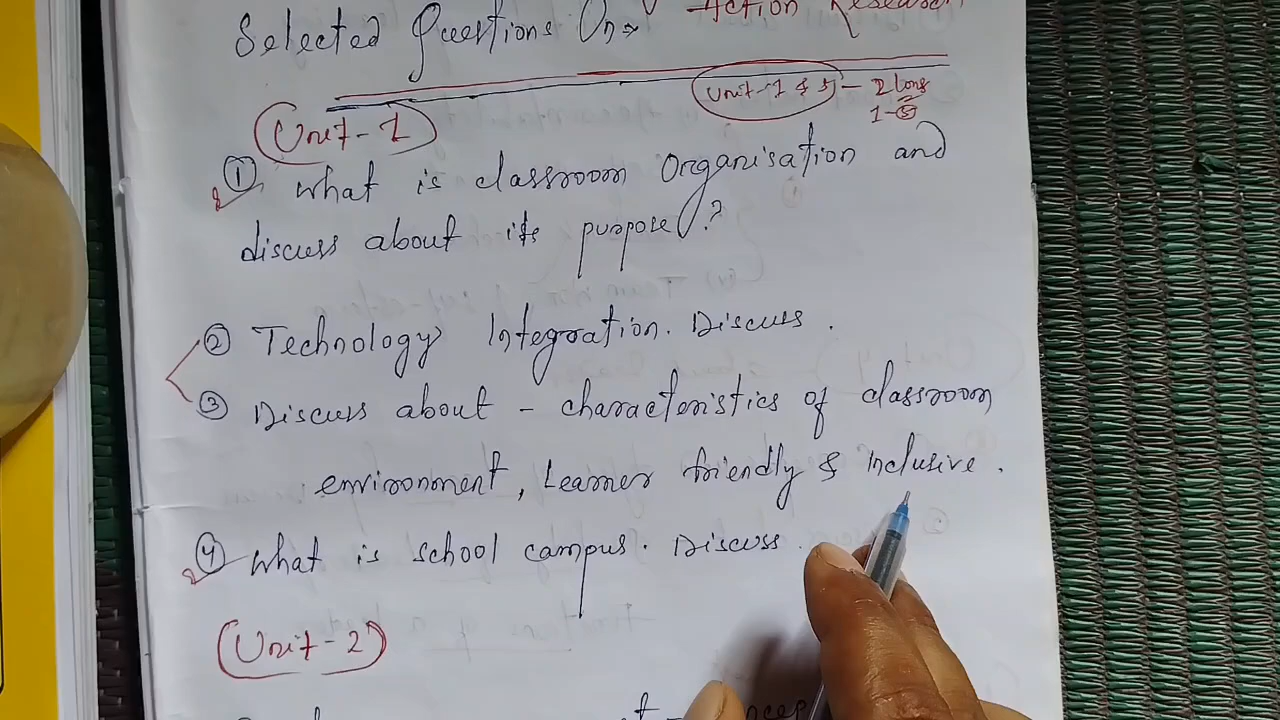 Selected Questions On Action Research
Unit-1 & 5 - 2 long
1-5
Unit-1
① What is classroom Organisation and
discuss about its purpose?
② Technology Integration. Discuss.
③ Discuss about - characteristics of classroom
environment, Learner friendly & Inclusive.
④ What is school campus. Discuss.
Unit-2